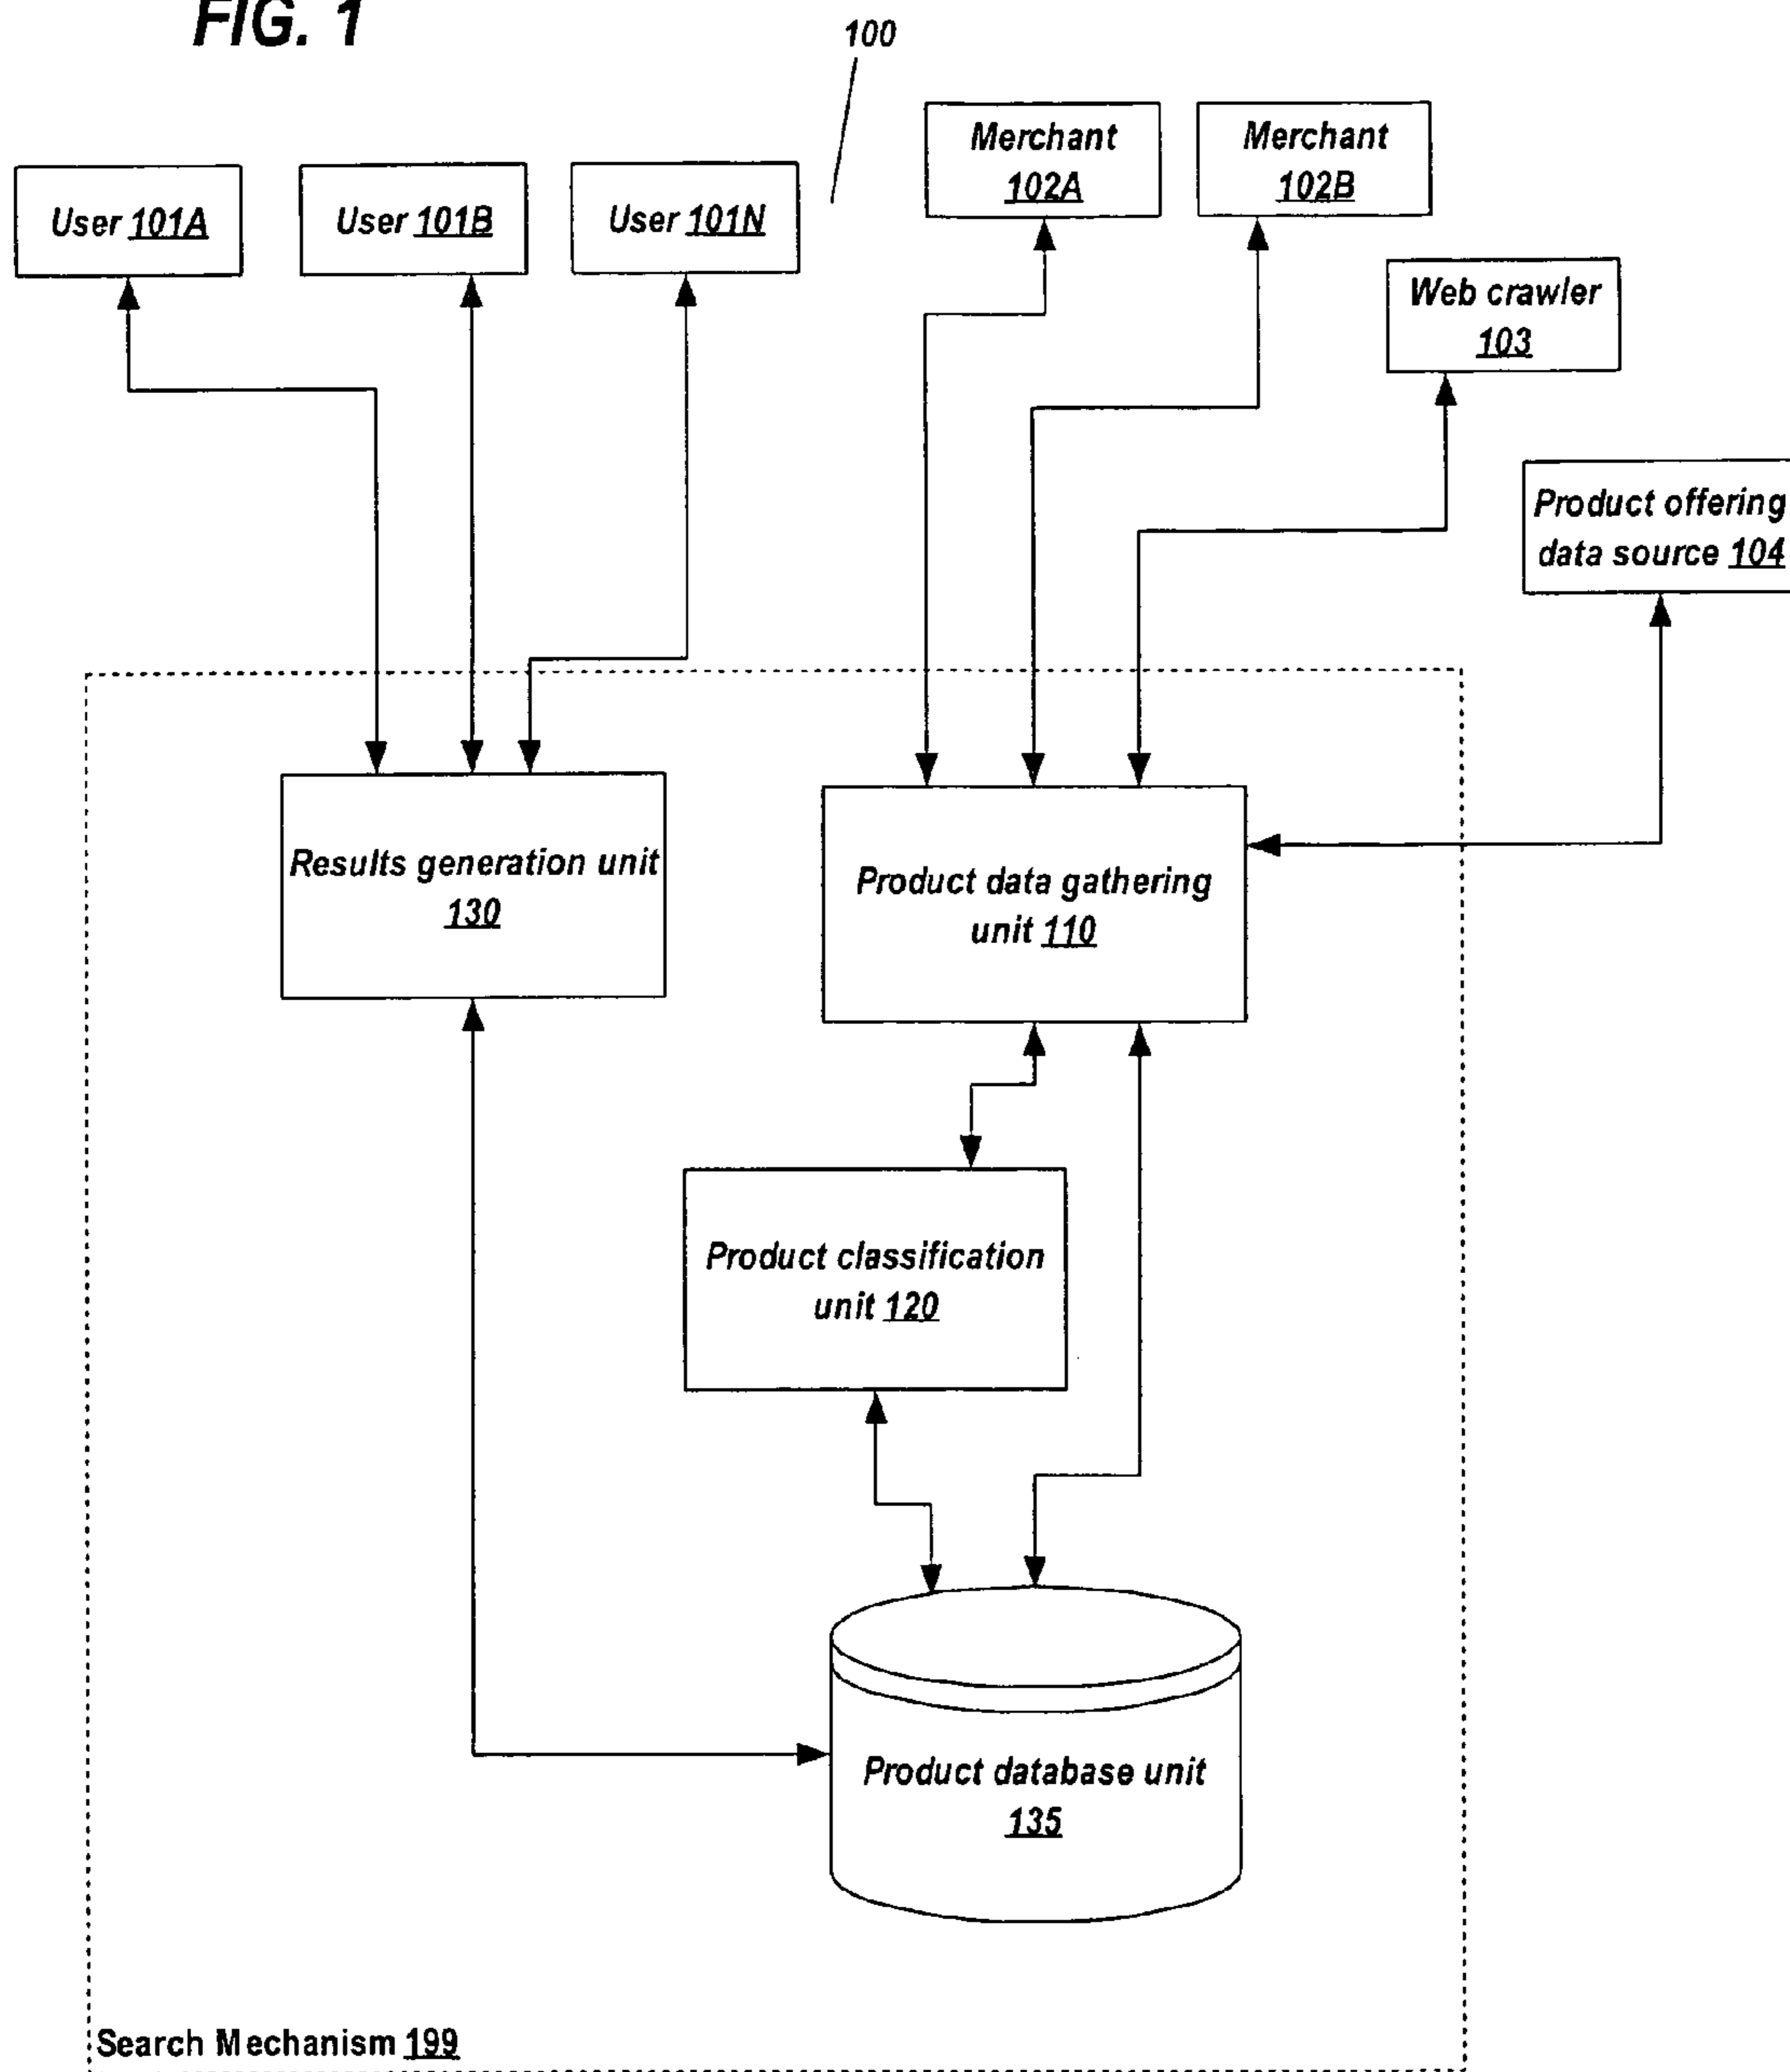 FIG. 1
100
Merchant
102A
Merchant
102B
User 101A
User 101B
User 101N
Web crawler
103
Product offering
data source 104
Results generation unit
130
Product data gathering
unit 110
Product classification
unit 120
Product database unit
135
Search Mechanism 199